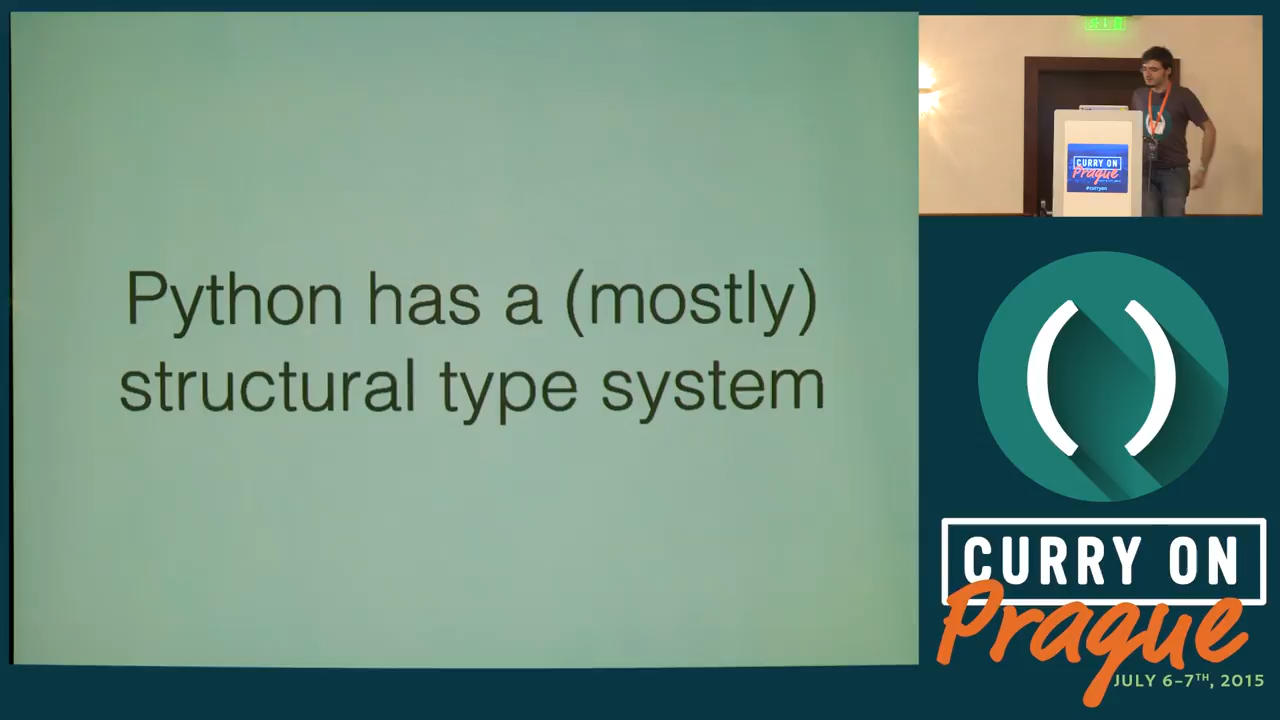 Python has a (mostly)
structural type system
CURRY ON
Prague
#curryon
CURRY ON
Prague
JULY 6-7TH, 2015